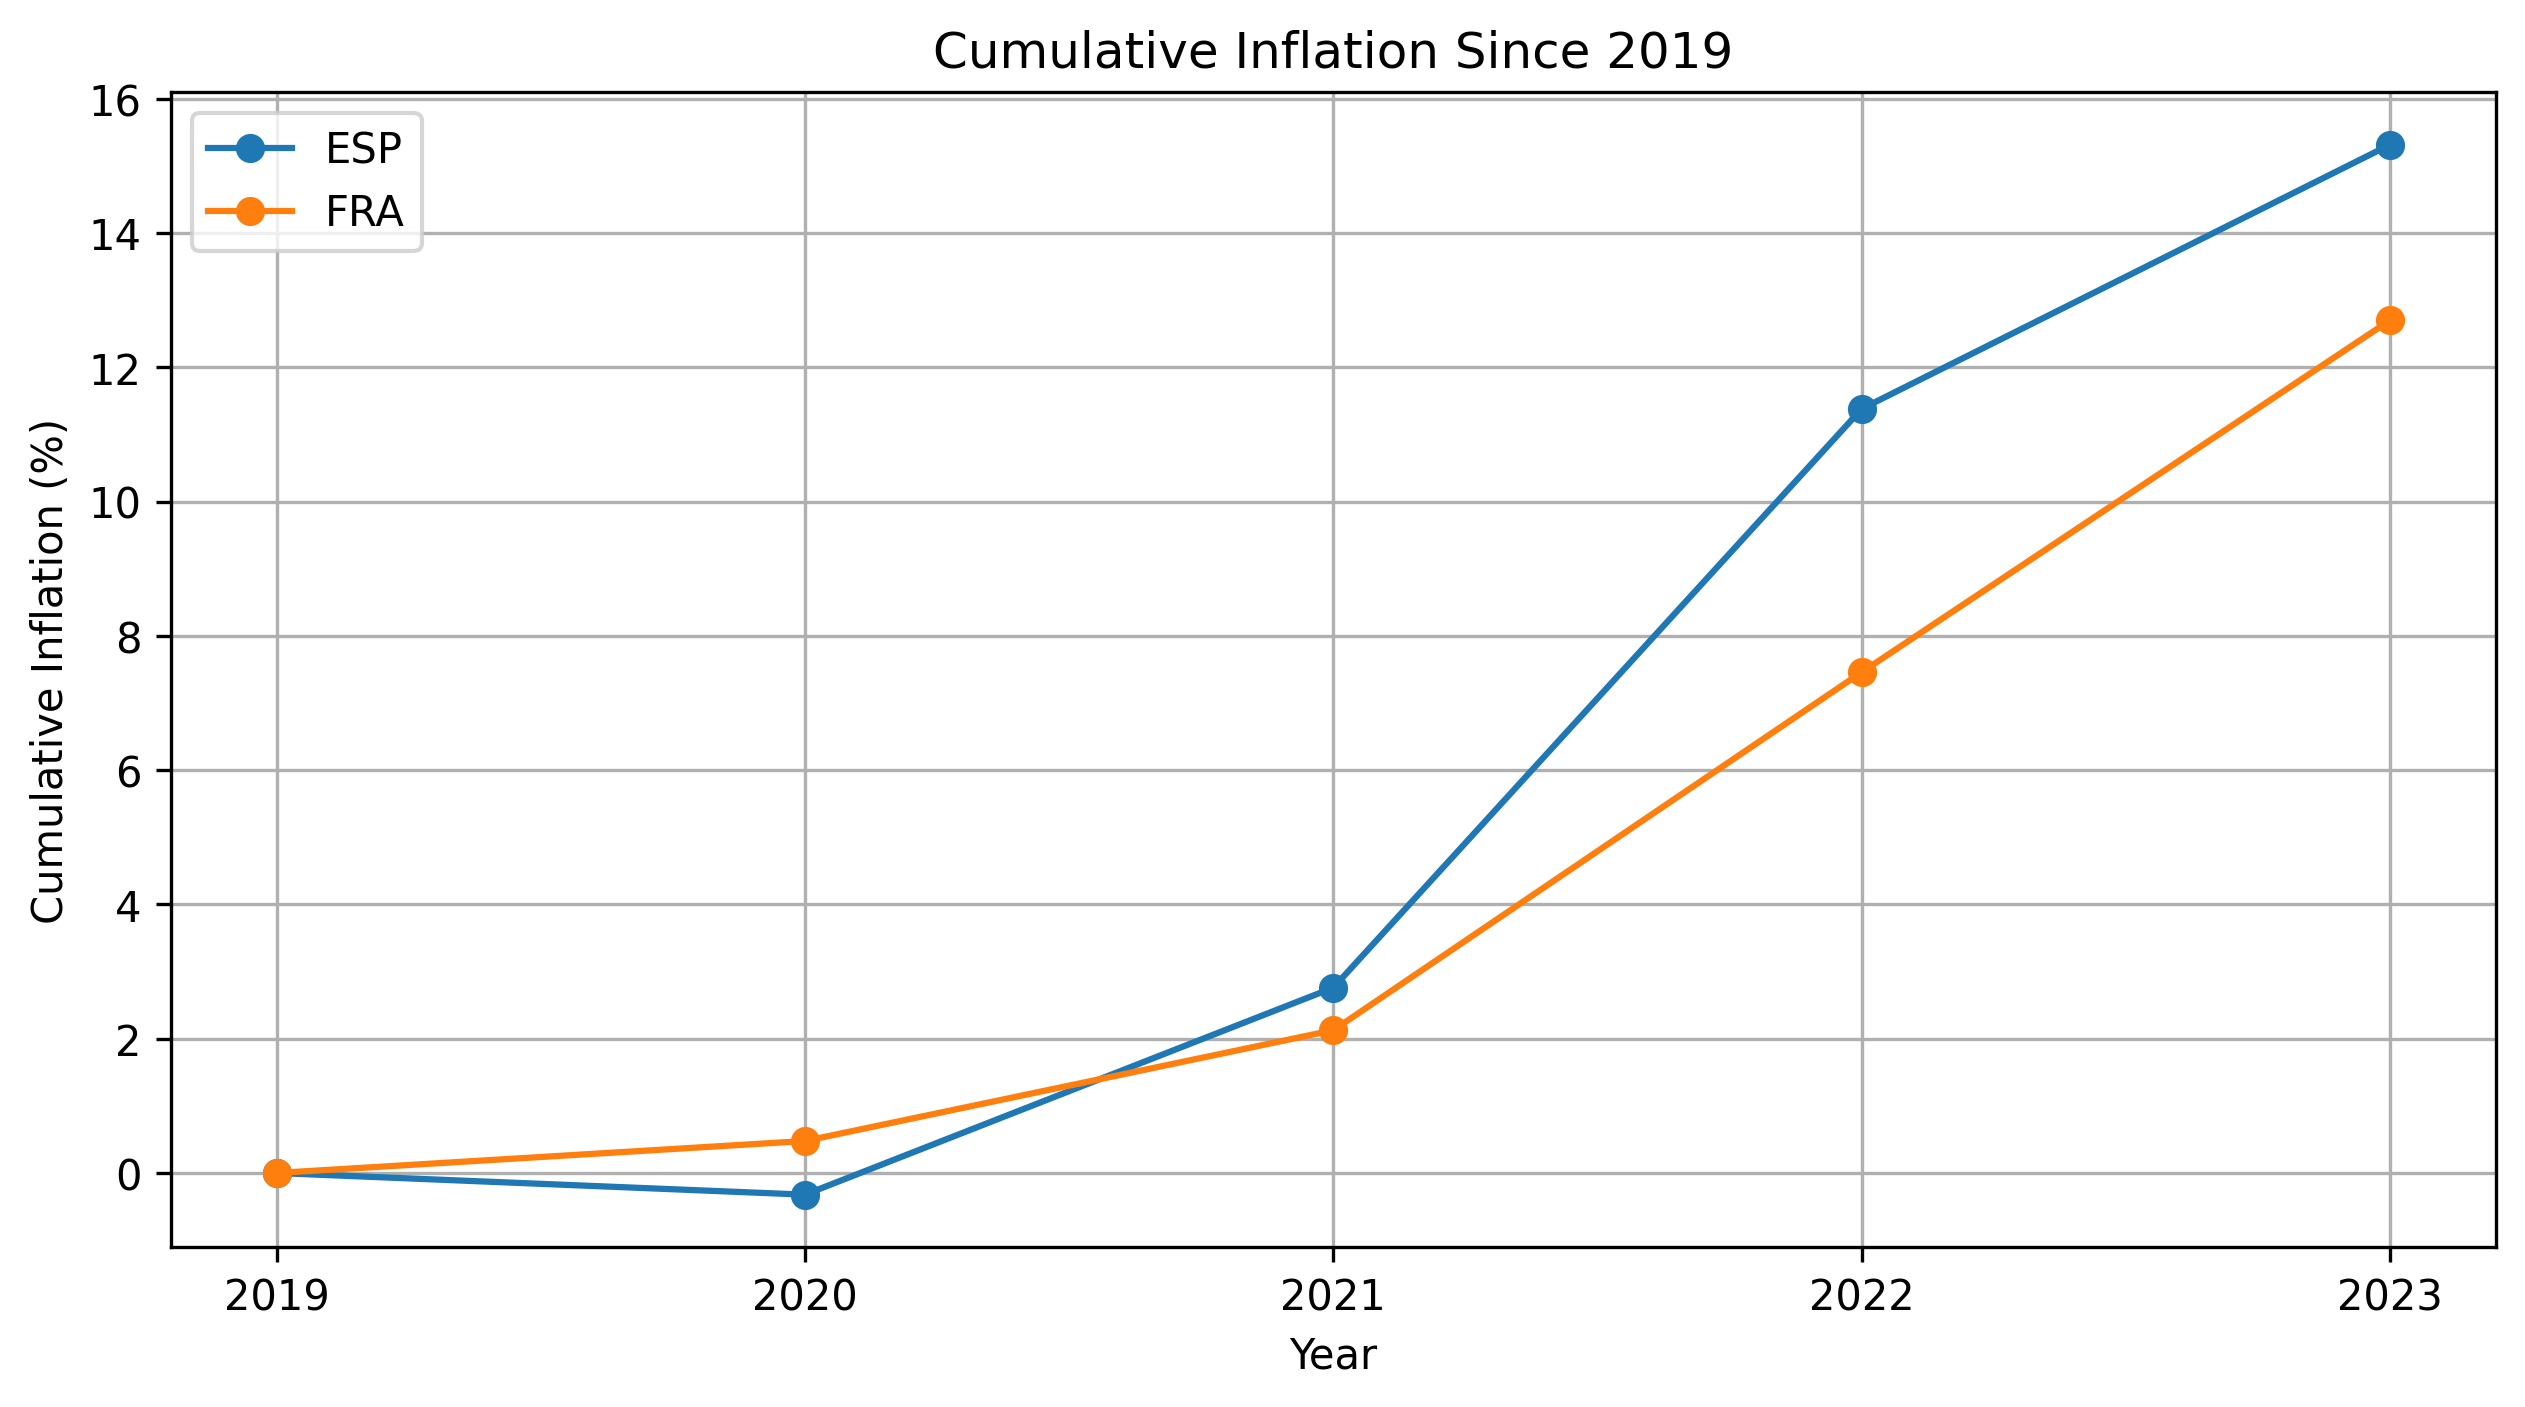 Cumulative Inflation Since 2019
ESP
FRA
Cumulative Inflation (%)
16
14
12
10
8
6
4
2
0
2019 2020 2021 2022 2023
Year